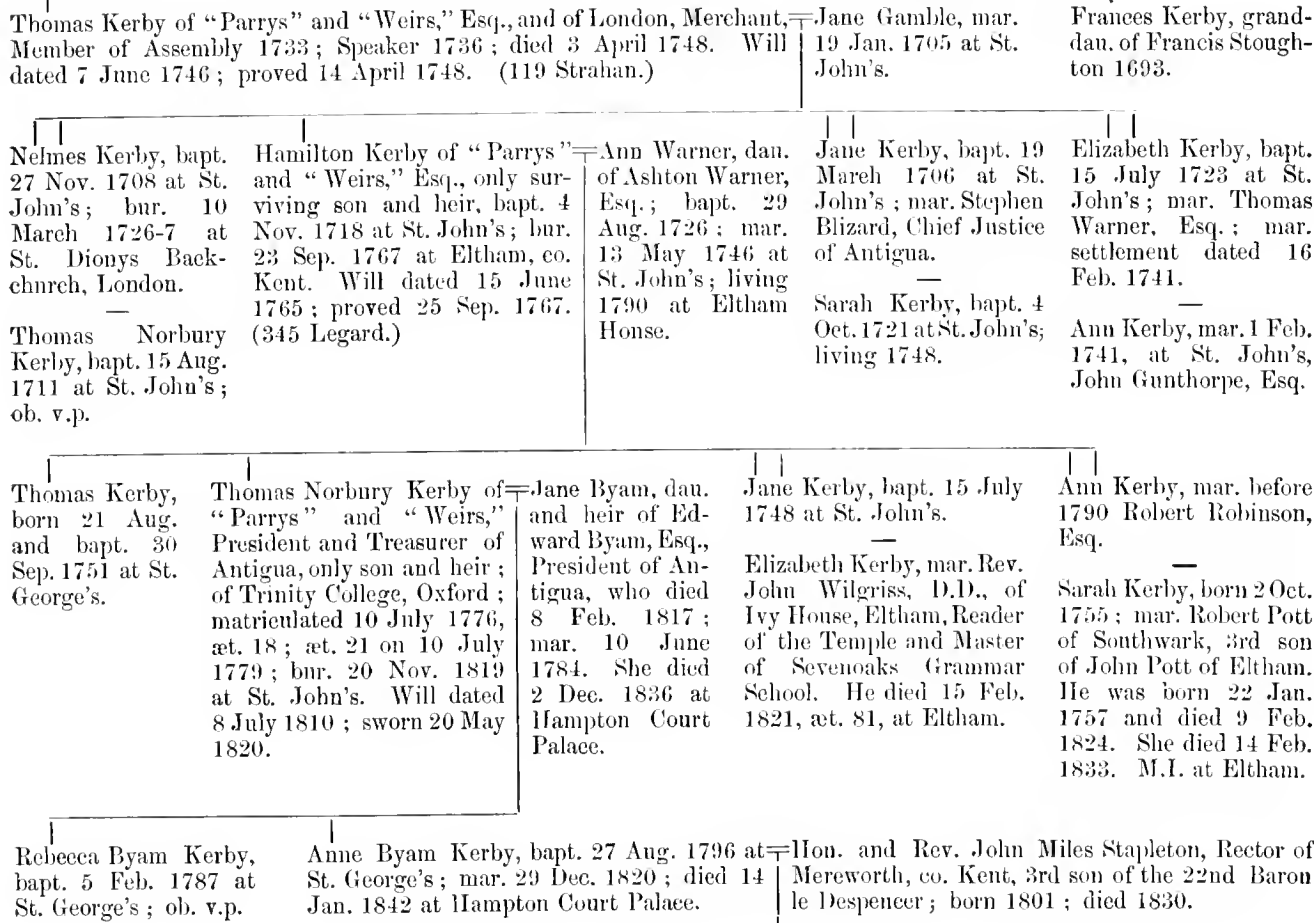 Thomas Kerby of “Parrys” and “Weirs,” Esq., and of London, Merchant,
Member of Assembly 1733; Speaker 1736; died 3 April 1748. Will
dated 7 June 1746; proved 14 April 1748. (119 Strahan.)
Jane Gamble, mar.
19 Jan. 1705 at St.
John's.
Frances Kerby, grand-
dau. of Francis Stough-
ton 1693.
Nelmes Kerby, bapt.
27 Nov. 1708 at St.
John's; bur. 10
March 1726-7 at
St. Dionys Back-
church, London.
—
Thomas Norbury
Kerby, bapt. 15 Aug.
1711 at St. John's;
ob. v.p.
Hamilton Kerby of “Parrys”
and “Weirs,” Esq., only sur-
viving son and heir, bapt. 4
Nov. 1718 at St. John's; bur.
23 Sep. 1767 at Eltham, co.
Kent. Will dated 15 June
1765; proved 25 Sep. 1767.
(345 Legard.)
Ann Warner, dau.
of Ashton Warner,
Esq.; bapt. 29
Aug. 1726; mar.
13 May 1746 at
St. John's; living
1790 at Eltham
House.
Jane Kerby, bapt. 19
March 1706 at St.
John's; mar. Stephen
Blizard, Chief Justice
of Antigua.
—
Sarah Kerby, bapt. 4
Oct. 1721 at St. John's;
living 1748.
Elizabeth Kerby, bapt.
15 July 1723 at St.
John's; mar. Thomas
Warner, Esq.; mar.
settlement dated 16
Feb. 1741.
—
Ann Kerby, mar. 1 Feb.
1741, at St. John's,
John Gunthorpe, Esq.
Thomas Kerby,
born 21 Aug.
and bapt. 30
Sep. 1751 at St.
George's.
Thomas Norbury Kerby of
“Parrys” and “Weirs,”
President and Treasurer of
Antigua, only son and heir;
of Trinity College, Oxford;
matriculated 10 July 1776,
æt. 18; æt. 21 on 10 July
1779; bur. 20 Nov. 1819
at St. John's. Will dated
8 July 1810; sworn 20 May
1820.
Jane Byam, dau.
and heir of Ed-
ward Byam, Esq.,
President of An-
tigua, who died
8 Feb. 1817;
mar. 10 June
1784. She died
2 Dec. 1836 at
Hampton Court
Palace.
Jane Kerby, bapt. 15 July
1748 at St. John's.
—
Elizabeth Kerby, mar. Rev.
John Wilgriss, D.D., of
Ivy House, Eltham, Reader
of the Temple and Master
of Sevenoaks Grammar
School. He died 15 Feb.
1821, æt. 81, at Eltham.
Ann Kerby, mar. before
1790 Robert Robinson,
Esq.
—
Sarah Kerby, born 2 Oct.
1755; mar. Robert Pott
of Southwark, 3rd son
of John Pott of Eltham.
He was born 22 Jan.
1757 and died 9 Feb.
1824. She died 14 Feb.
1833. M.I. at Eltham.
Rebecca Byam Kerby,
bapt. 5 Feb. 1787 at
St. George's; ob. v.p.
Anne Byam Kerby, bapt. 27 Aug. 1796 at
St. George's; mar. 29 Dec. 1820; died 14
Jan. 1842 at Hampton Court Palace.
Hon. and Rev. John Miles Stapleton, Rector of
Mereworth, co. Kent, 3rd son of the 22nd Baron
le Despencer; born 1801; died 1830.